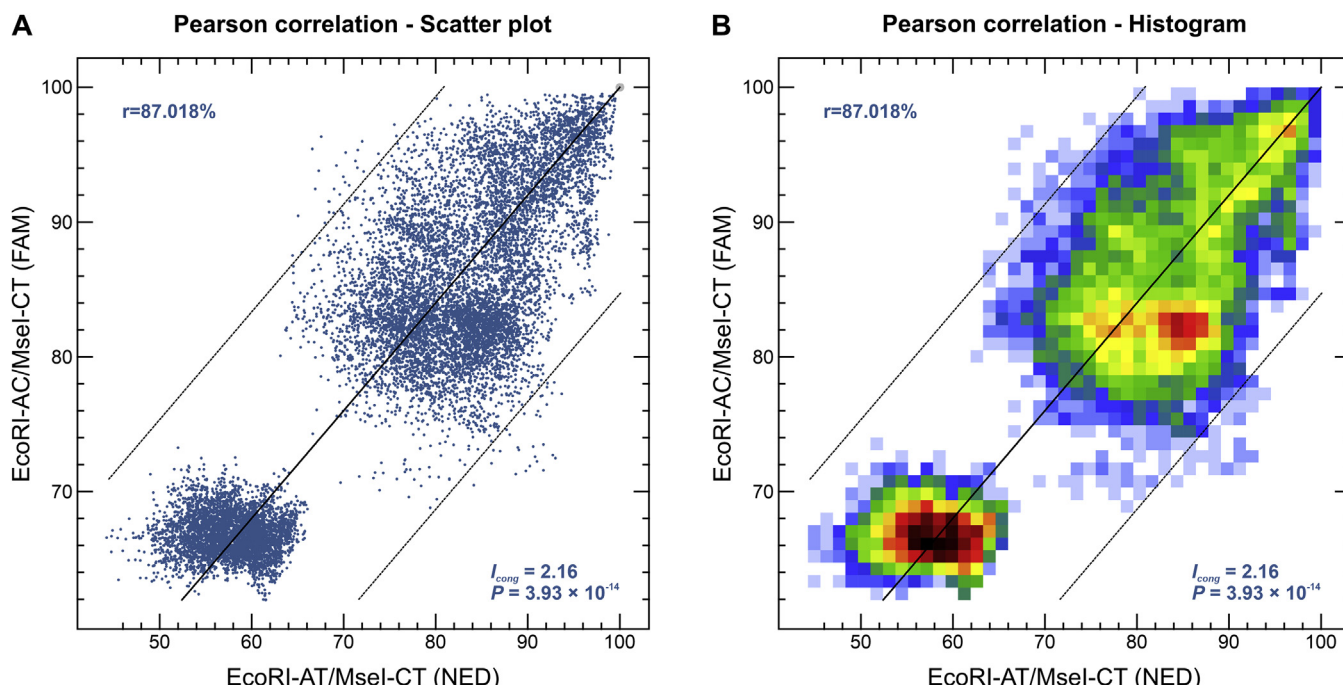 A
Pearson correlation - Scatter plot
EcoRI-AC/MseI-CT (FAM)
100
90
80
70
r=87.018%
I_cong = 2.16
P = 3.93 × 10⁻¹⁴
50
60
70
80
90
100
EcoRI-AT/MseI-CT (NED)
B
Pearson correlation - Histogram
EcoRI-AC/MseI-CT (FAM)
100
90
80
70
r=87.018%
I_cong = 2.16
P = 3.93 × 10⁻¹⁴
50
60
70
80
90
100
EcoRI-AT/MseI-CT (NED)